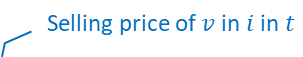 Selling price of 𝑣 in 𝑖 in 𝑡